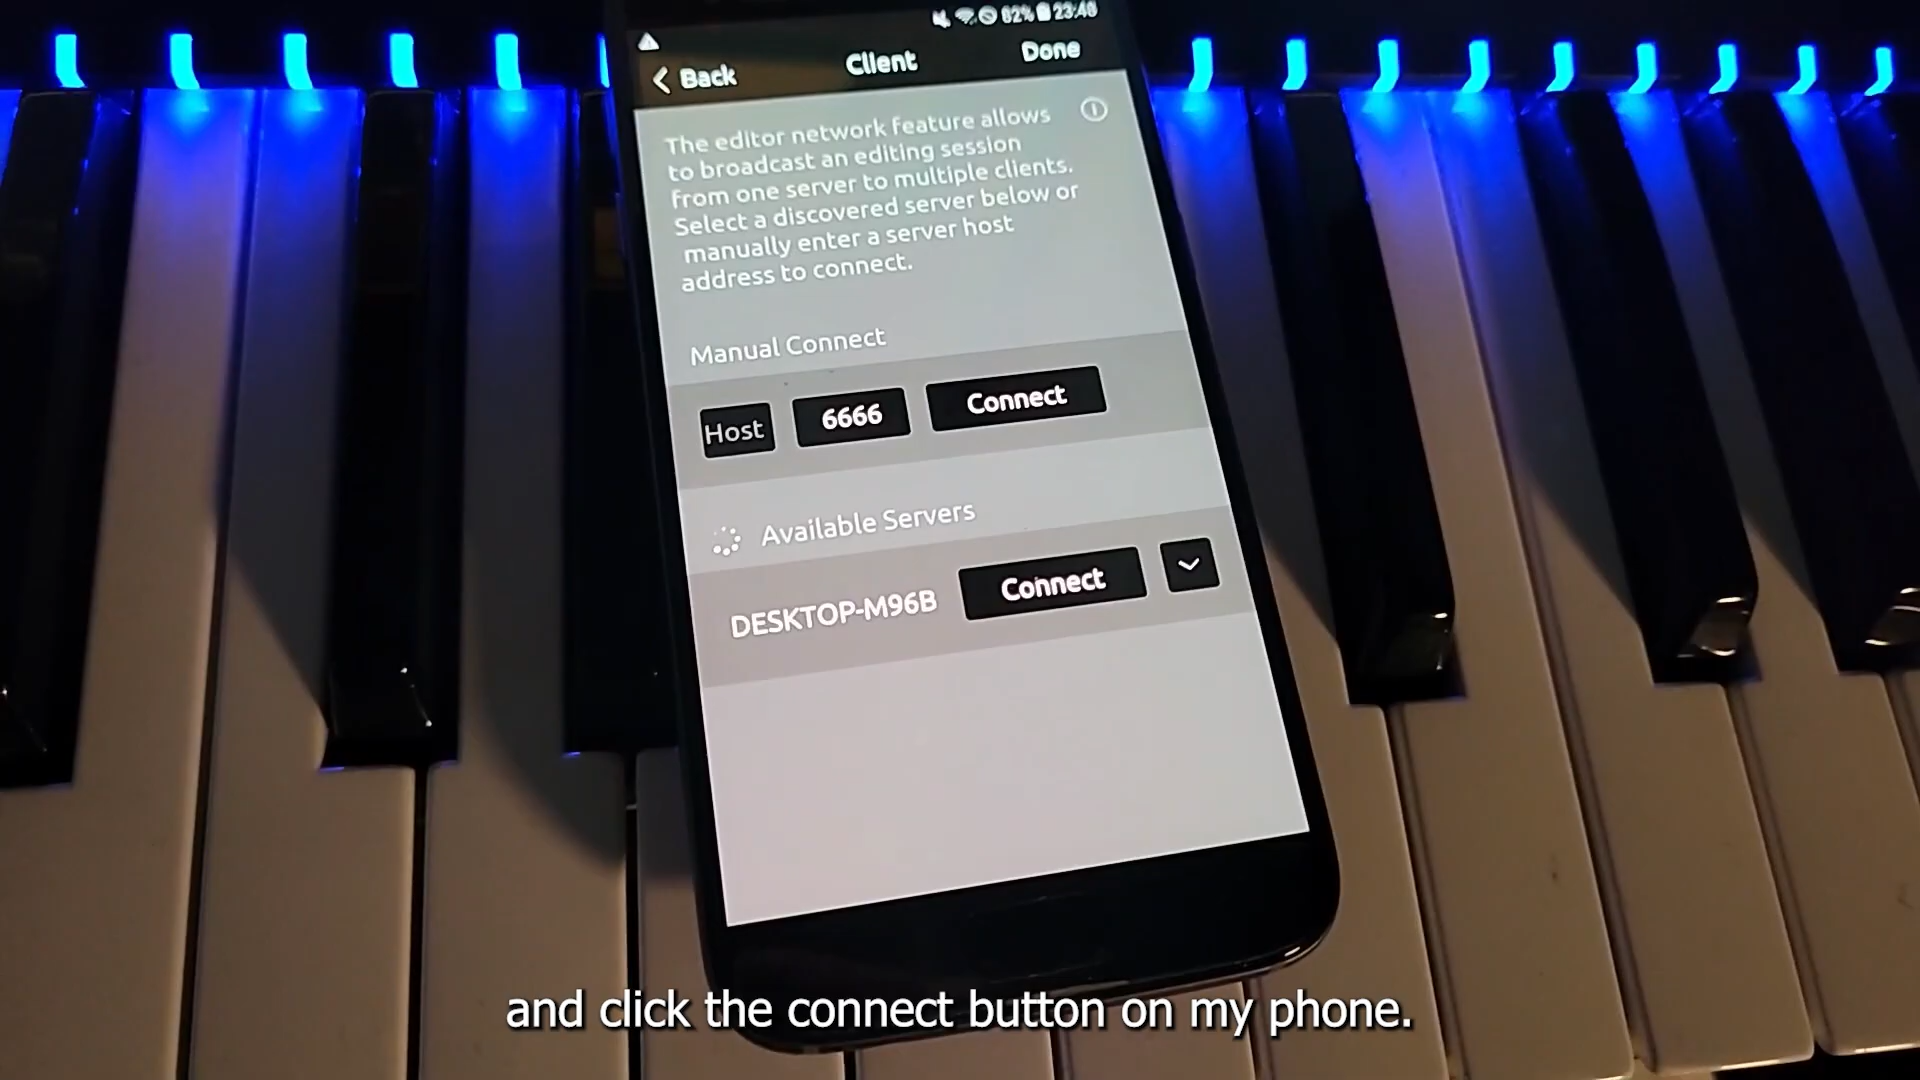 82% 23:48
Back Client Done
The editor network feature allows
to broadcast an editing session
from one server to multiple clients.
Select a discovered server below or
manually enter a server host
address to connect.
Manual Connect
Host 6666 Connect
Available Servers
DESKTOP-M96B Connect
and click the connect button on my phone.